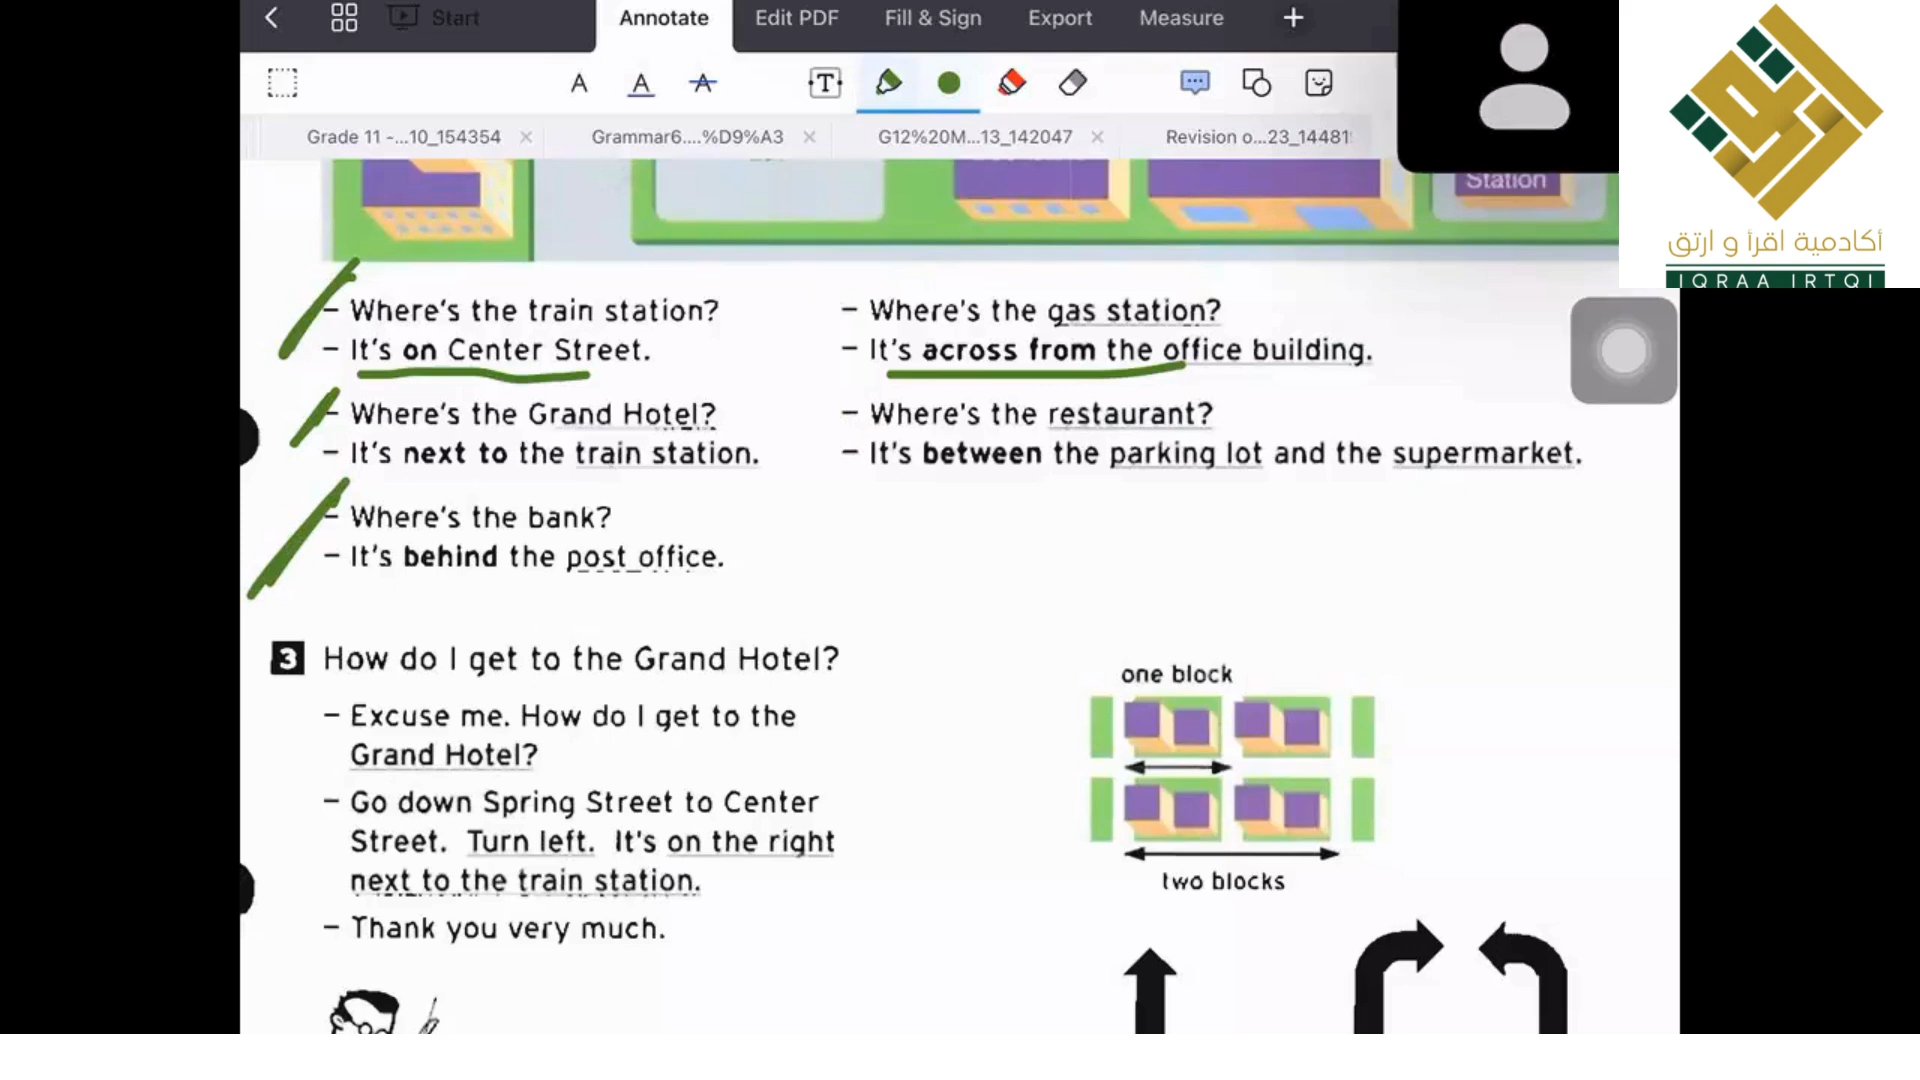 Start
Annotate
Edit PDF
Fill & Sign
Export
Measure
Grade 11 -...10_154354
Grammar6....%D9%A3
G12%20M...13_142047
Revision o...23_14481
Station
أكادمية اقرأ و ارتق
IQRAA IRTQI
– Where's the train station?
– It's on Center Street.
– Where's the Grand Hotel?
– It's next to the train station.
– Where's the bank?
– It's behind the post office.
– Where's the gas station?
– It's across from the office building.
– Where's the restaurant?
– It's between the parking lot and the supermarket.
3 How do I get to the Grand Hotel?
– Excuse me. How do I get to the
Grand Hotel?
– Go down Spring Street to Center
Street. Turn left. It's on the right
next to the train station.
– Thank you very much.
one block
two blocks